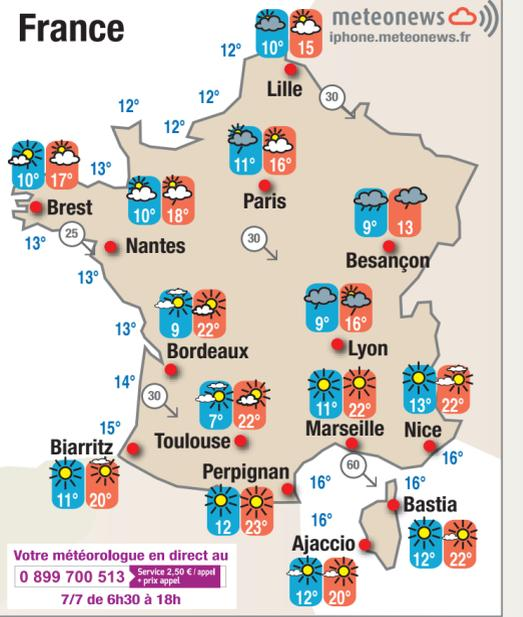 France
meteonews
iphone.meteonews.fr
12°
10° 15
Lille
30
12°
12°
12°
11° 16°
Paris
10° 17°
13°
Brest
10° 18°
9° 13
13°
25
Nantes
30
Besançon
13°
9 22°
9° 16°
13°
Bordeaux
Lyon
14°
30
7° 22°
11° 22°
13° 22°
15°
Toulouse
Marseille
Nice
Biarritz
16°
11° 20°
Perpignan
60
16°
16°
12 23°
Bastia
16°
12° 22°
Ajaccio
12° 20°
Votre météorologue en direct au
0 899 700 513 Service 2,50 € / appel
+ prix appel
7/7 de 6h30 à 18h